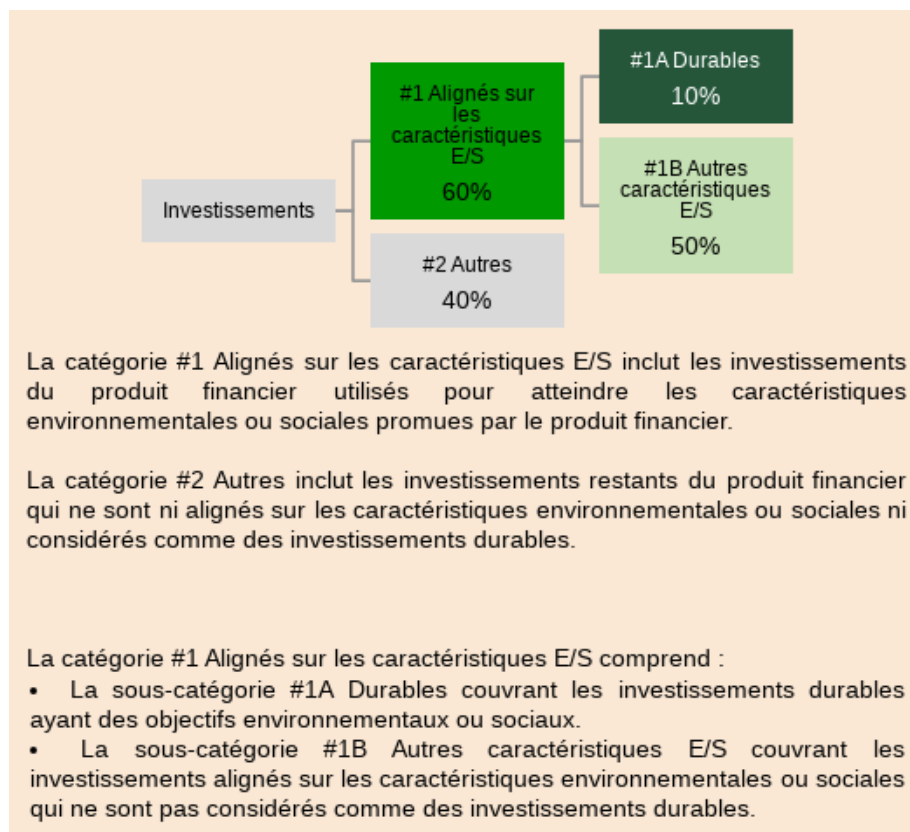 #1A Durables
10%
#1 Alignés sur
les
caractéristiques
E/S
60%
#1B Autres
caractéristiques
E/S
50%
Investissements
#2 Autres
40%
La catégorie #1 Alignés sur les caractéristiques E/S inclut les investissements
du produit financier utilisés pour atteindre les caractéristiques
environnementales ou sociales promues par le produit financier.
La catégorie #2 Autres inclut les investissements restants du produit financier
qui ne sont ni alignés sur les caractéristiques environnementales ou sociales ni
considérés comme des investissements durables.
La catégorie #1 Alignés sur les caractéristiques E/S comprend :
• La sous-catégorie #1A Durables couvrant les investissements durables
ayant des objectifs environnementaux ou sociaux.
• La sous-catégorie #1B Autres caractéristiques E/S couvrant les
investissements alignés sur les caractéristiques environnementales ou sociales
qui ne sont pas considérés comme des investissements durables.